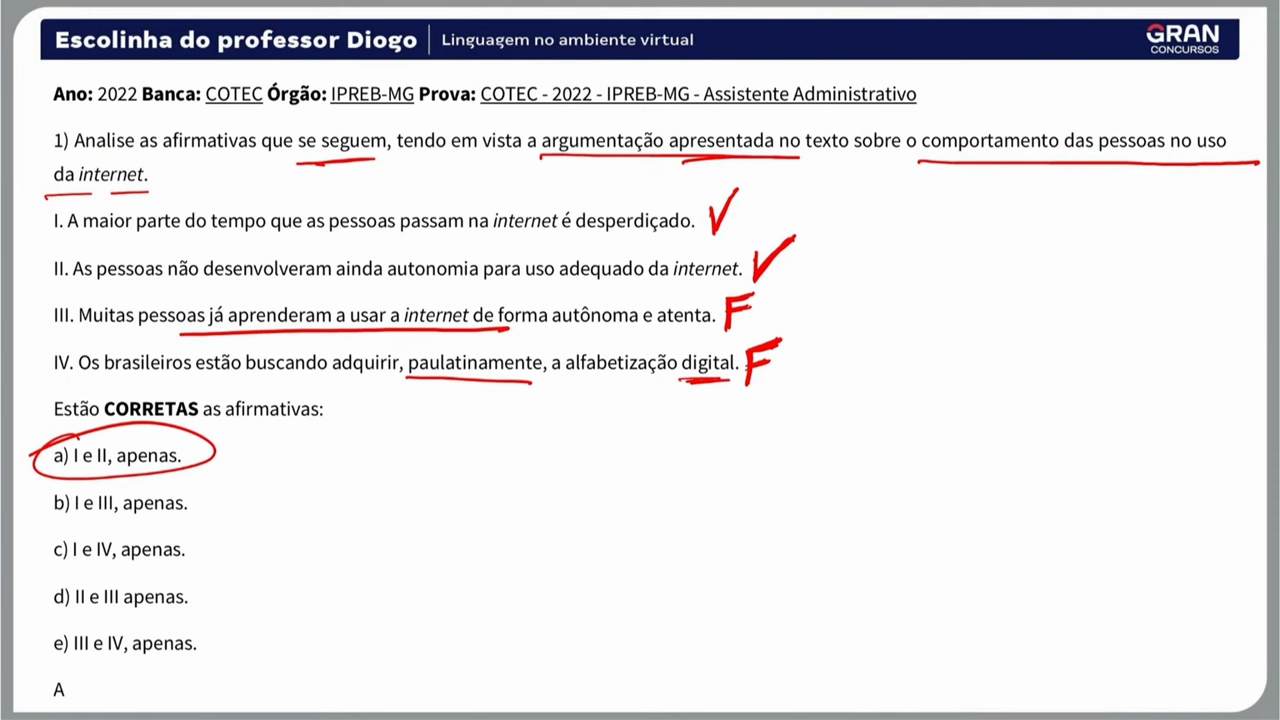 Escolinha do professor Diogo | Linguagem no ambiente virtual
GRAN
CONCURSOS
Ano: 2022 Banca: COTEC Órgão: IPREB-MG Prova: COTEC - 2022 - IPREB-MG - Assistente Administrativo
1) Analise as afirmativas que se seguem, tendo em vista a argumentação apresentada no texto sobre o comportamento das pessoas no uso
da internet.
I. A maior parte do tempo que as pessoas passam na internet é desperdiçado.
II. As pessoas não desenvolveram ainda autonomia para uso adequado da internet.
III. Muitas pessoas já aprenderam a usar a internet de forma autônoma e atenta. F
IV. Os brasileiros estão buscando adquirir, paulatinamente, a alfabetização digital. F
Estão CORRETAS as afirmativas:
a) I e II, apenas.
b) I e III, apenas.
c) I e IV, apenas.
d) II e III apenas.
e) III e IV, apenas.
A